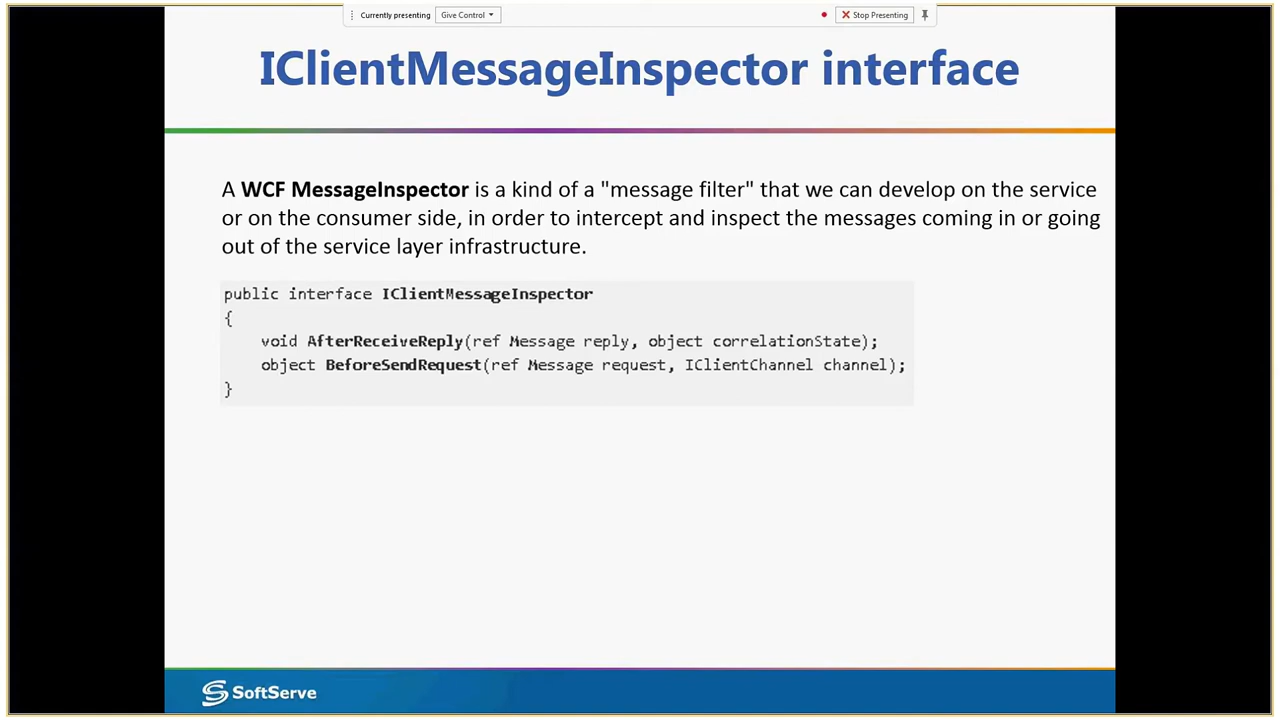 Currently presenting Give Control Stop Presenting
IClientMessageInspector interface
A WCF MessageInspector is a kind of a "message filter" that we can develop on the service
or on the consumer side, in order to intercept and inspect the messages coming in or going
out of the service layer infrastructure.
public interface IClientMessageInspector
{
void AfterReceiveReply(ref Message reply, object correlationState);
object BeforeSendRequest(ref Message request, IClientChannel channel);
}
SoftServe